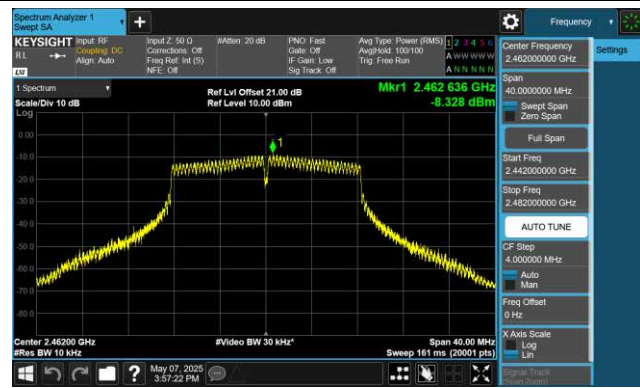 Spectrum Analyzer 1
Swept SA
Frequency
KEYSIGHT
RL
Input: RF
Coupling: DC
Align: Auto
Input Z: 50 Ω
Corrections: Off
Freq Ref: Int (S)
NFE: Off
#Atten: 20 dB
PNO: Fast
Gate: Off
IF Gain: Low
Sig Track: Off
Avg Type: Power (RMS)
Avg|Hold: 100/100
Trig: Free Run
1 2 3 4 5 6
A W W W W W
A N N N N N
Center Frequency
2.462000000 GHz
Settings
1 Spectrum
Scale/Div 10 dB
Ref Lvl Offset 21.00 dB
Ref Level 10.00 dBm
Mkr1 2.462 636 GHz
-8.328 dBm
Log
0.00
-10.0
-20.0
-30.0
-40.0
-50.0
-60.0
-70.0
-80.0
1
Span
40.0000000 MHz
Swept Span
Zero Span
Full Span
Start Freq
2.442000000 GHz
Stop Freq
2.482000000 GHz
AUTO TUNE
CF Step
4.000000 MHz
Auto
Man
Freq Offset
0 Hz
X Axis Scale
Log
Lin
Signal Track
(Span Zoom)
Center 2.46200 GHz
#Res BW 10 kHz
#Video BW 30 kHz*
Span 40.00 MHz
Sweep 161 ms (20001 pts)
May 07, 2025
3:57:22 PM